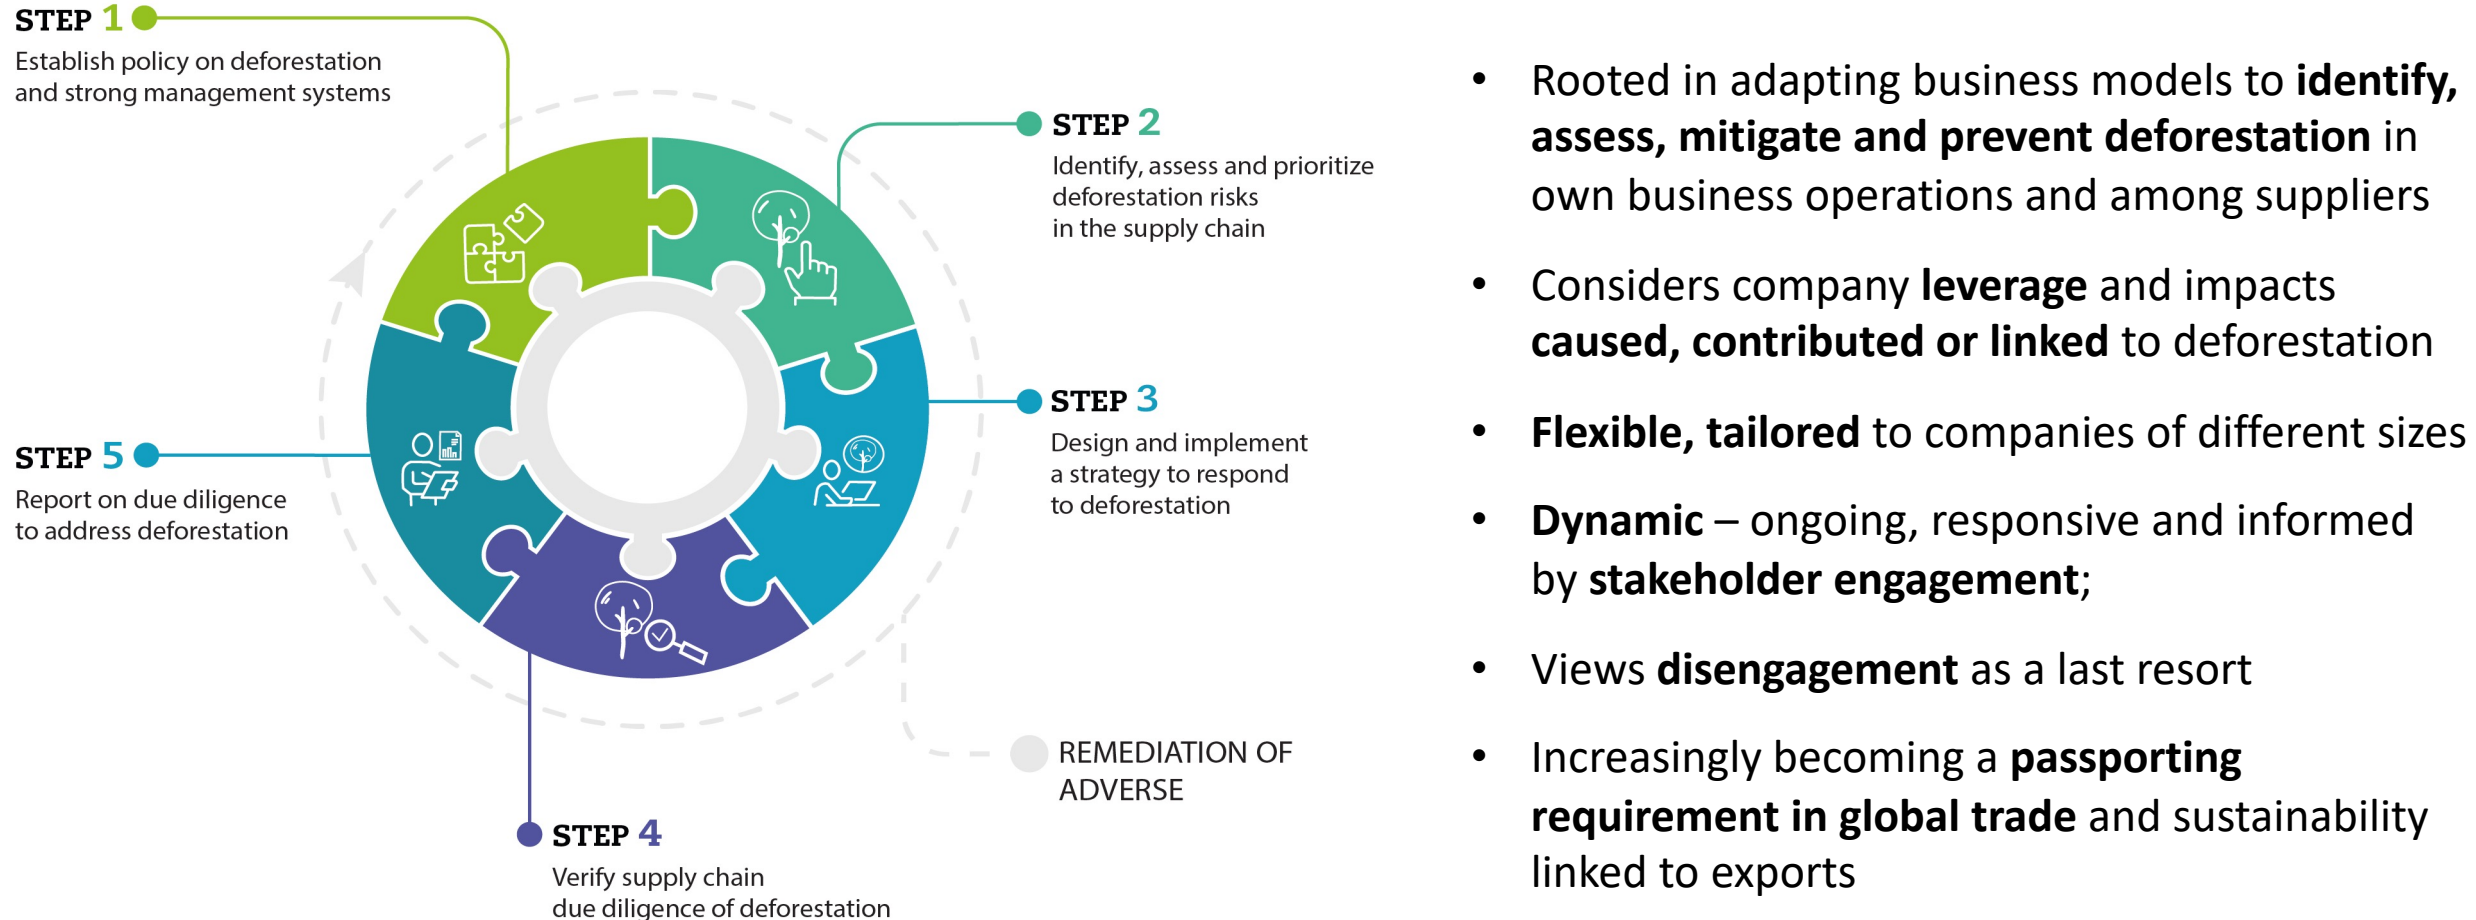 STEP 1
Establish policy on deforestation
and strong management systems
STEP 2
Identify, assess and prioritize
deforestation risks
in the supply chain
STEP 3
Design and implement
a strategy to respond
to deforestation
STEP 5
Report on due diligence
to address deforestation
REMEDIATION OF
ADVERSE
STEP 4
Verify supply chain
due diligence of deforestation
• Rooted in adapting business models to identify,
assess, mitigate and prevent deforestation in
own business operations and among suppliers
• Considers company leverage and impacts
caused, contributed or linked to deforestation
• Flexible, tailored to companies of different sizes
• Dynamic – ongoing, responsive and informed
by stakeholder engagement;
• Views disengagement as a last resort
• Increasingly becoming a passporting
requirement in global trade and sustainability
linked to exports